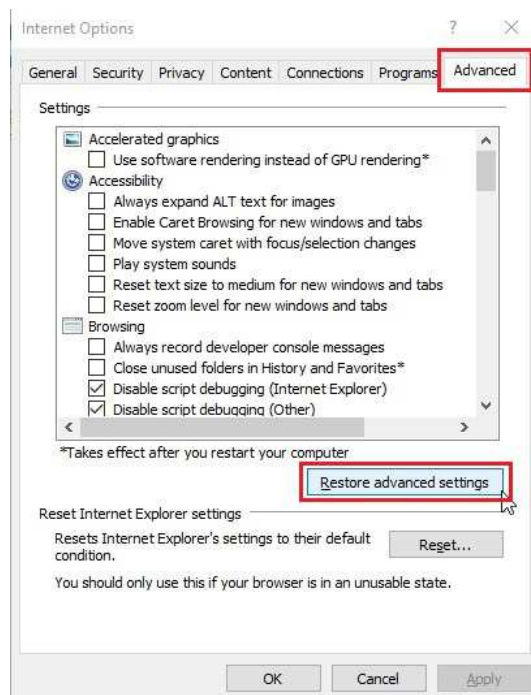 Internet Options
?
General Security Privacy Content Connections Programs Advanced
Settings
Accelerated graphics
Use software rendering instead of GPU rendering*
Accessibility
Always expand ALT text for images
Enable Caret Browsing for new windows and tabs
Move system caret with focus/selection changes
Play system sounds
Reset text size to medium for new windows and tabs
Reset zoom level for new windows and tabs
Browsing
Always record developer console messages
Close unused folders in History and Favorites*
Disable script debugging (Internet Explorer)
Disable script debugging (Other)
*Takes effect after you restart your computer
Restore advanced settings
Reset Internet Explorer settings
Resets Internet Explorer's settings to their default
condition.
Reset...
You should only use this if your browser is in an unusable state.
OK Cancel Apply